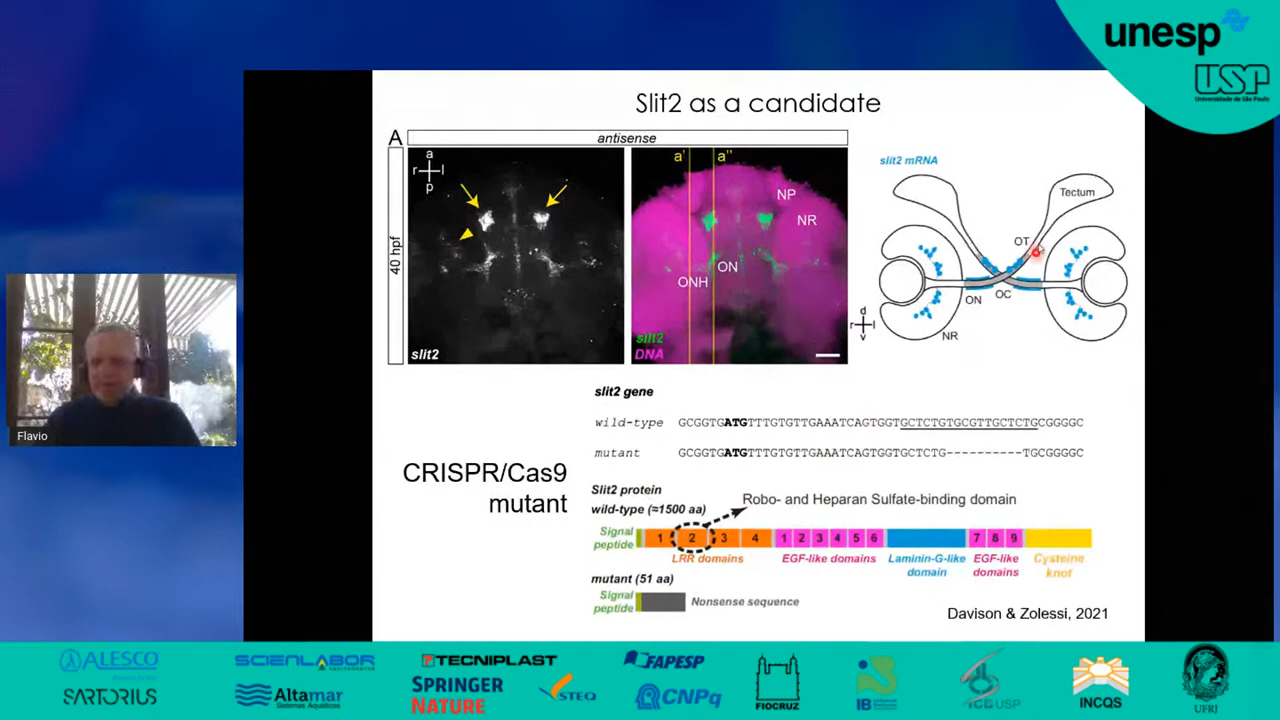 unesp
USP
Universidade de São Paulo
Slit2 as a candidate
A
antisense
40 hpf
a
r l
p
slit2
a' a''
NP
NR
ON
ONH
slit2
DNA
slit2 mRNA
Tectum
OT
ON
OC
NR
d
r l
v
Flavio
slit2 gene
wild-type GCGGTGATGTTTGTGTTGAAATCAGTGGTGCTCTGTGCGTTGCTCTGCGGGGC
mutant GCGGTGATGTTTGTGTTGAAATCAGTGGTGCTCTG----------TGCGGGGC
CRISPR/Cas9
mutant
Slit2 protein
wild-type (≈1500 aa)
Robo- and Heparan Sulfate-binding domain
Signal
peptide
1 2 3 4 1 2 3 4 5 6 7 8 9
LRR domains
EGF-like domains
Laminin-G-like
domain
EGF-like
domains
Cysteine
knot
mutant (51 aa)
Signal
peptide
Nonsense sequence
Davison & Zolessi, 2021
ALESCO
SCIENLABOR
TECNIPLAST
FAPESP
SARTORIUS
Altamar
Sistemas Aquáticos
SPRINGER
NATURE
STEQ
CNPq
FIOCRUZ
IB
ICB USP
INCQS
UFRJ